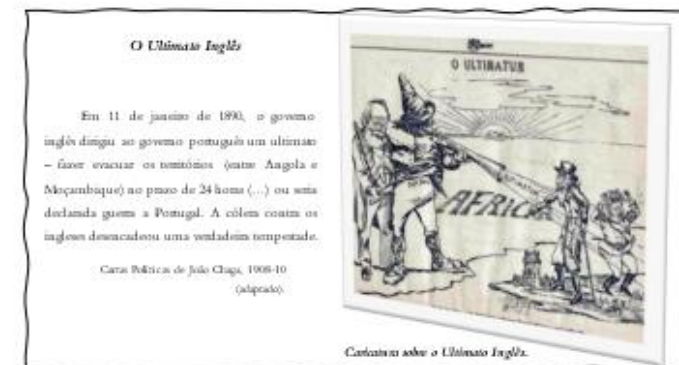 O Ultimato Inglês
Em 11 de janeiro de 1890, o governo
inglês dirigiu ao governo português um ultimato
– fazer evacuar os territórios (entre Angola e
Moçambique) no prazo de 24 horas (...) ou seria
declarada guerra a Portugal. A cólera contra os
ingleses desencadeou uma verdadeira tempestade.
Cartas Políticas de João Chaga, 1908-10
(adaptado).
O ULTIMATUM
AFRICA
Caricatura sobre o Ultimato Inglês.